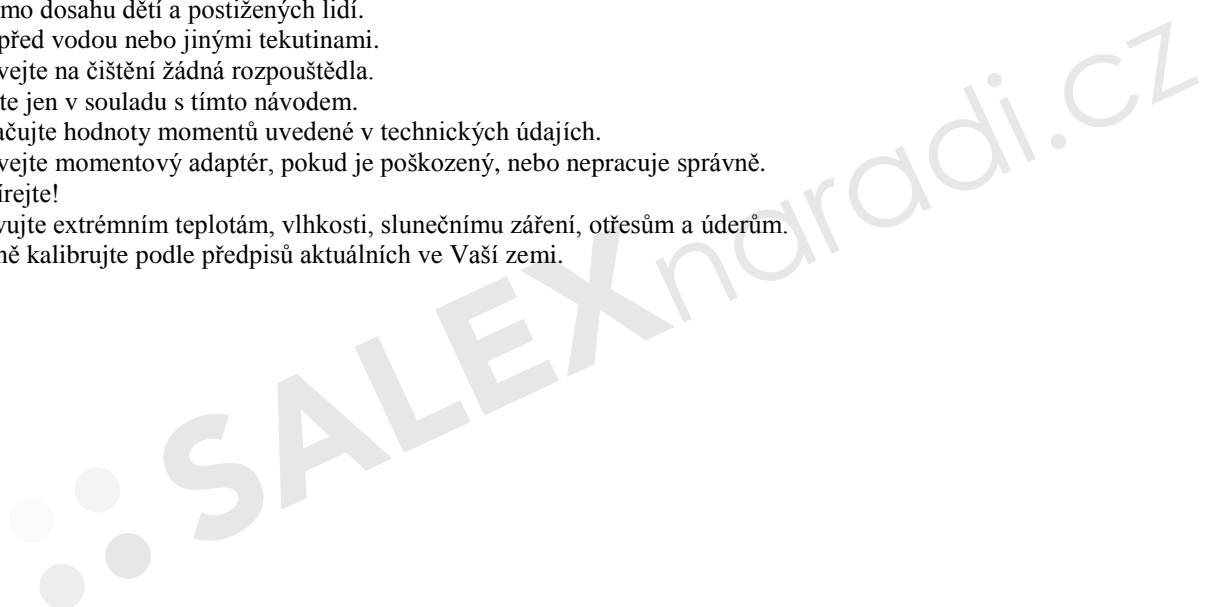 mo dosahu dětí a postižených lidí.
před vodou nebo jinými tekutinami.
vejte na čištění žádná rozpouštědla.
te jen v souladu s tímto návodem.
ačujte hodnoty momentů uvedené v technických údajích.
vejte momentový adaptér, pokud je poškozený, nebo nepracuje správně.
írejte!
vujte extrémním teplotám, vlhkosti, slunečnímu záření, otřesům a úderům.
ně kalibrujte podle předpisů aktuálních ve Vaší zemi.
SALEXnaradi.cz